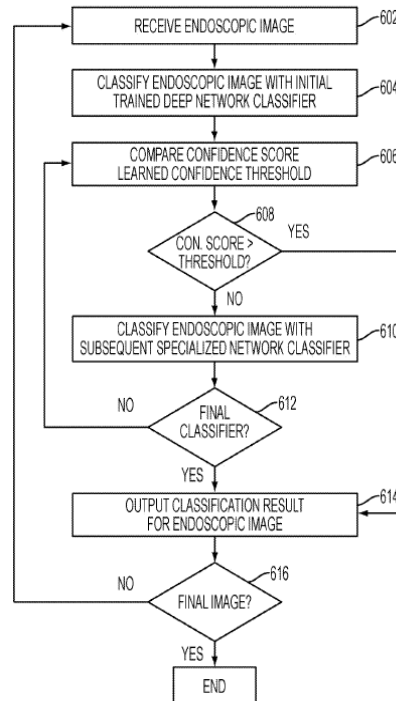 RECEIVE ENDOSCOPIC IMAGE
602
CLASSIFY ENDOSCOPIC IMAGE WITH INITIAL
TRAINED DEEP NETWORK CLASSIFIER
604
COMPARE CONFIDENCE SCORE
LEARNED CONFIDENCE THRESHOLD
606
608
CON. SCORE >
THRESHOLD?
YES
NO
CLASSIFY ENDOSCOPIC IMAGE WITH
SUBSEQUENT SPECIALIZED NETWORK CLASSIFIER
610
612
NO
FINAL
CLASSIFIER?
YES
OUTPUT CLASSIFICATION RESULT
FOR ENDOSCOPIC IMAGE
614
616
NO
FINAL IMAGE?
YES
END